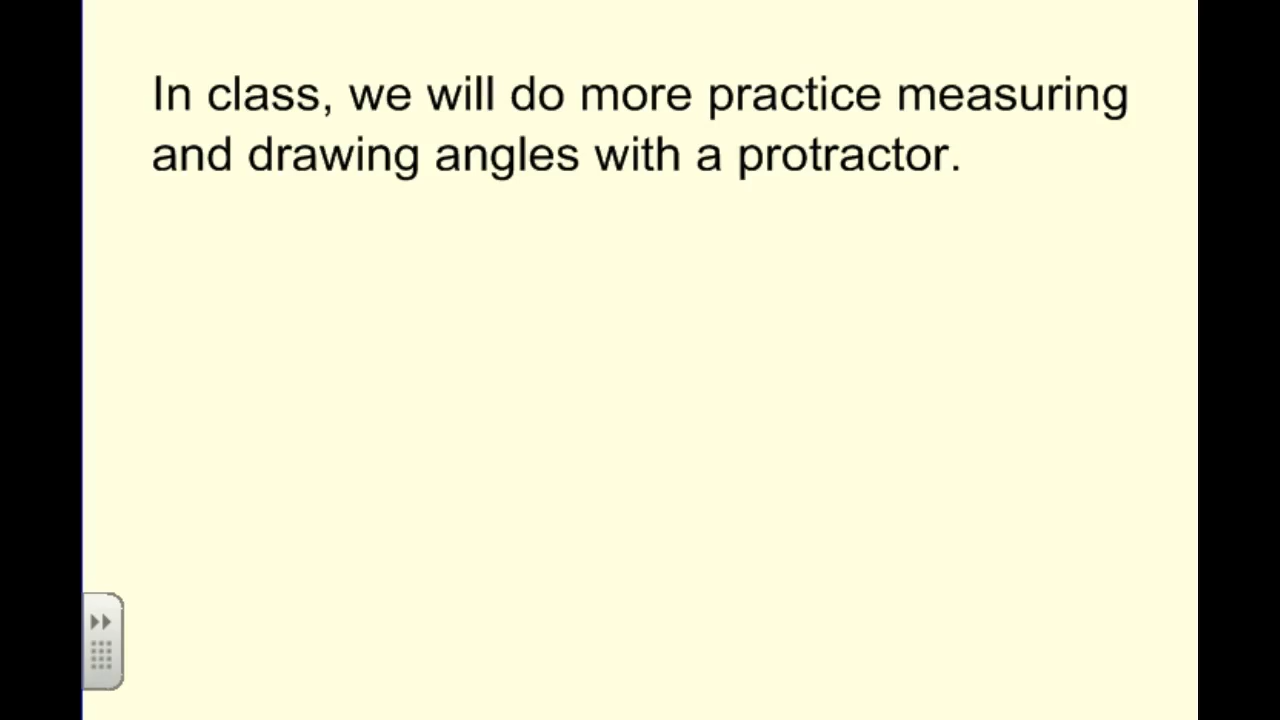 In class, we will do more practice measuring
and drawing angles with a protractor.